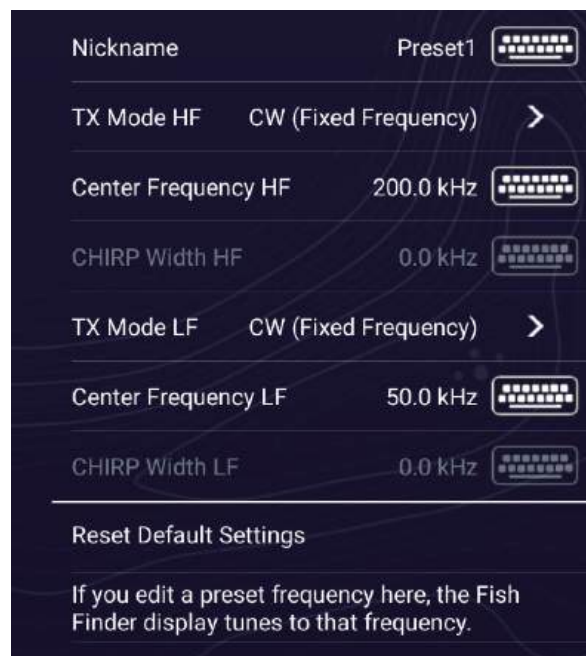 Nickname Preset1
TX Mode HF CW (Fixed Frequency)
Center Frequency HF 200.0 kHz
CHIRP Width HF 0.0 kHz
TX Mode LF CW (Fixed Frequency)
Center Frequency LF 50.0 kHz
CHIRP Width LF 0.0 kHz
Reset Default Settings
If you edit a preset frequency here, the Fish
Finder display tunes to that frequency.